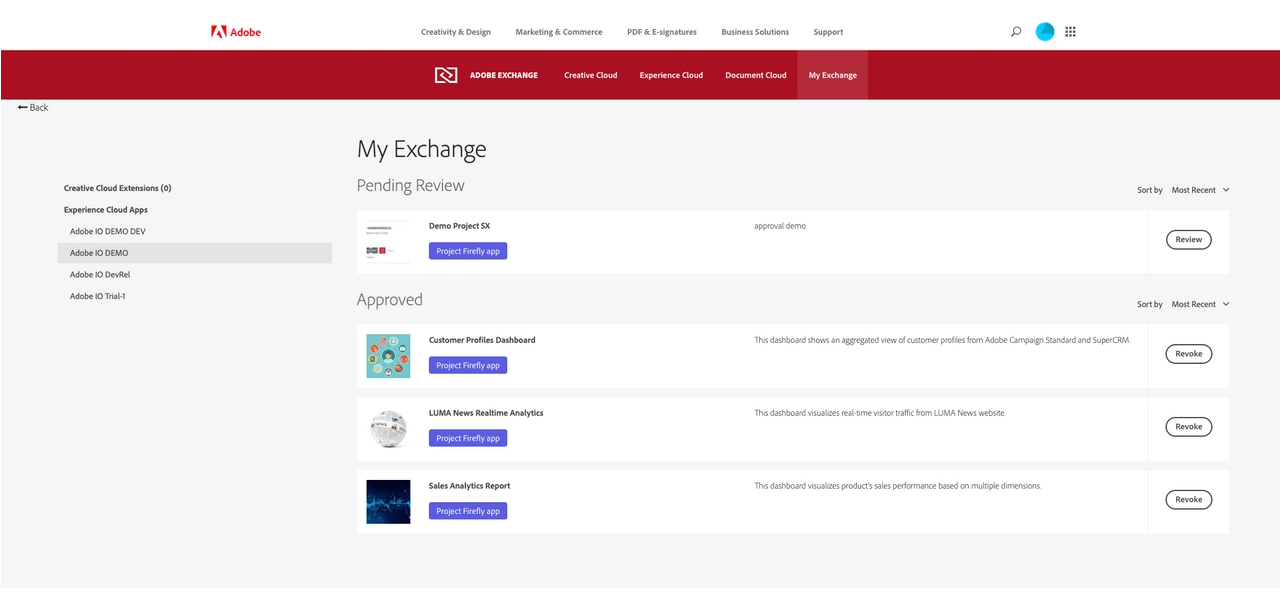 Adobe
Creativity & Design
Marketing & Commerce
PDF & E-signatures
Business Solutions
Support
ADOBE EXCHANGE
Creative Cloud
Experience Cloud
Document Cloud
My Exchange
Back
My Exchange
Creative Cloud Extensions (0)
Experience Cloud Apps
Adobe IO DEMO DEV
Adobe IO DEMO
Adobe IO DevRel
Adobe IO Trial-1
Pending Review
Sort by Most Recent
Demo Project SX
Project Firefly app
approval demo
Review
Approved
Sort by Most Recent
Customer Profiles Dashboard
Project Firefly app
This dashboard shows an aggregated view of customer profiles from Adobe Campaign Standard and SuperCRM.
Revoke
LUMA News Realtime Analytics
Project Firefly app
This dashboard visualizes real-time visitor traffic from LUMA News website.
Revoke
NEWS
Sales Analytics Report
Project Firefly app
This dashboard visualizes product's sales performance based on multiple dimensions.
Revoke